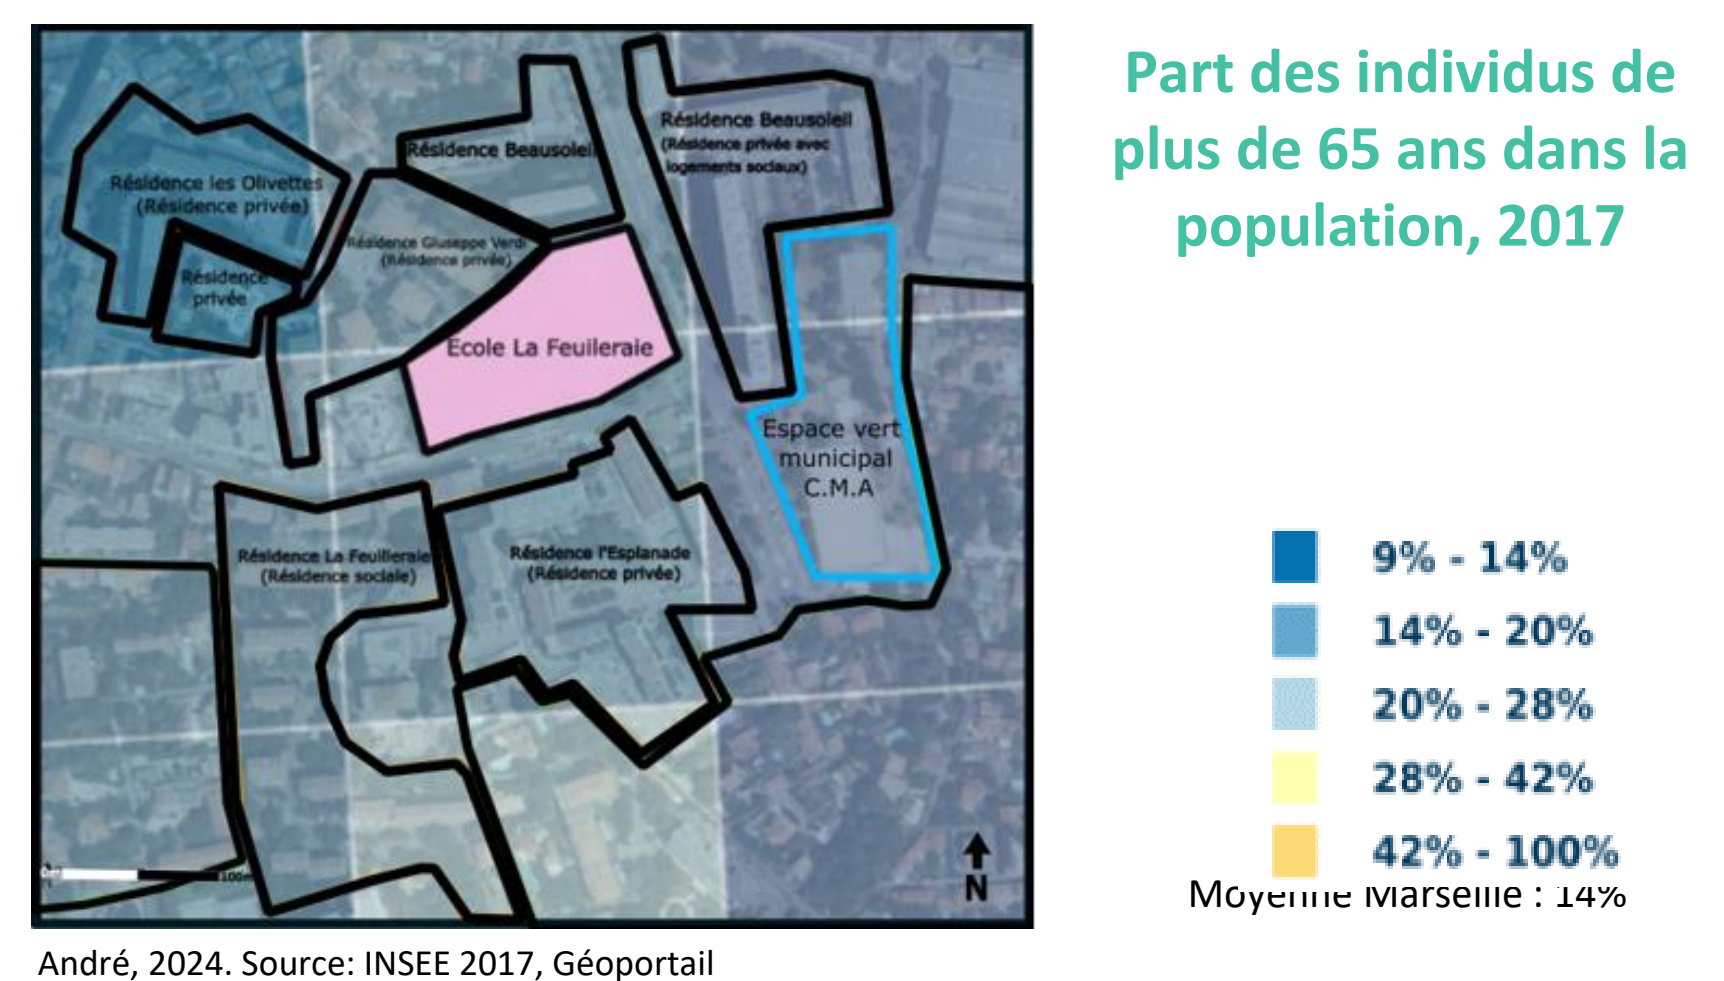 Part des individus de
plus de 65 ans dans la
population, 2017
Résidence Beausoleil
(Résidence privée avec
logements sociaux)
Résidence Beausoleil
Résidence les Olivettes
(Résidence privée)
Résidence Giuseppe Verdi
(Résidence privée)
Résidence
privée
Ecole La Feuileraie
Espace vert
municipal
C.M.A
Résidence La Feuilleraie
(Résidence sociale)
Résidence l'Esplanade
(Résidence privée)
9% - 14%
14% - 20%
20% - 28%
28% - 42%
42% - 100%
Moyenne Marseille : 14%
N
André, 2024. Source: INSEE 2017, Géoportail